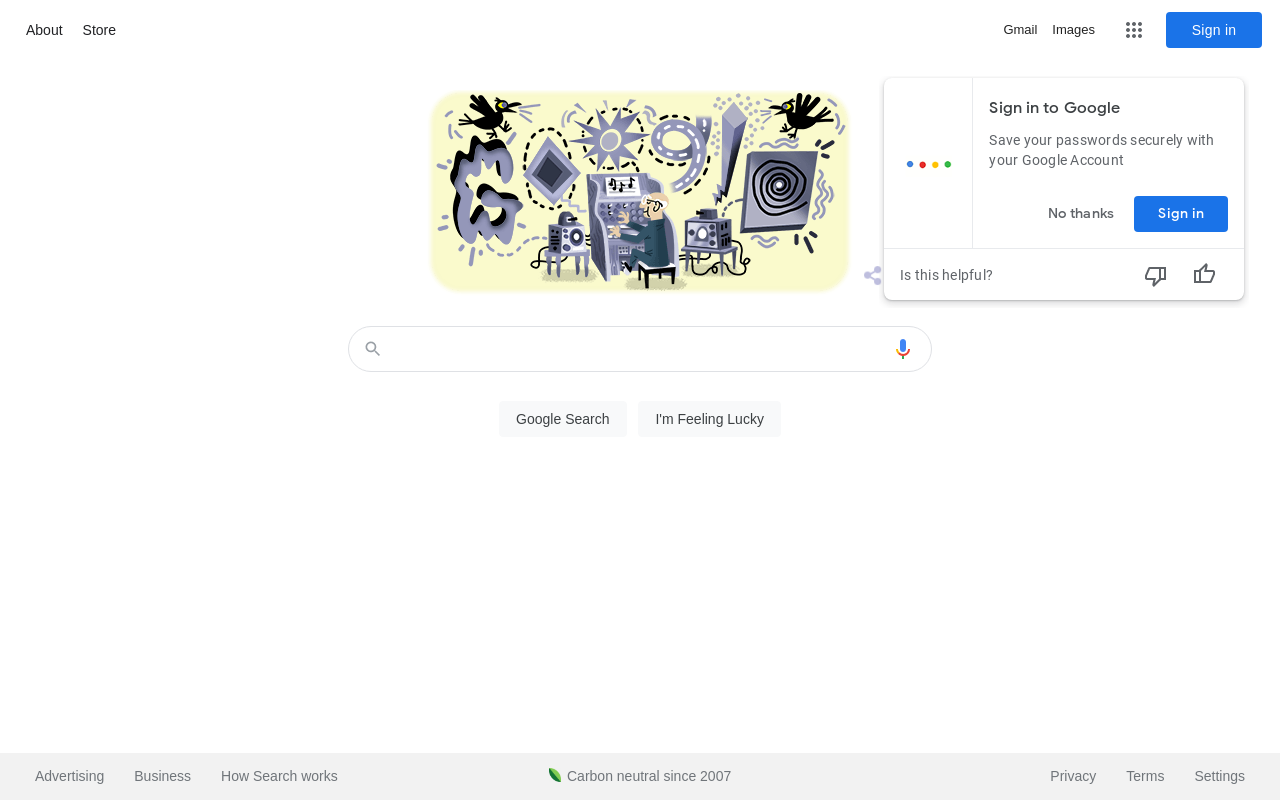 About Store
Gmail Images
Sign in
Sign in to Google
Save your passwords securely with
your Google Account
No thanks
Sign in
Is this helpful?
Google Search
I'm Feeling Lucky
Advertising Business How Search works
Carbon neutral since 2007
Privacy Terms Settings